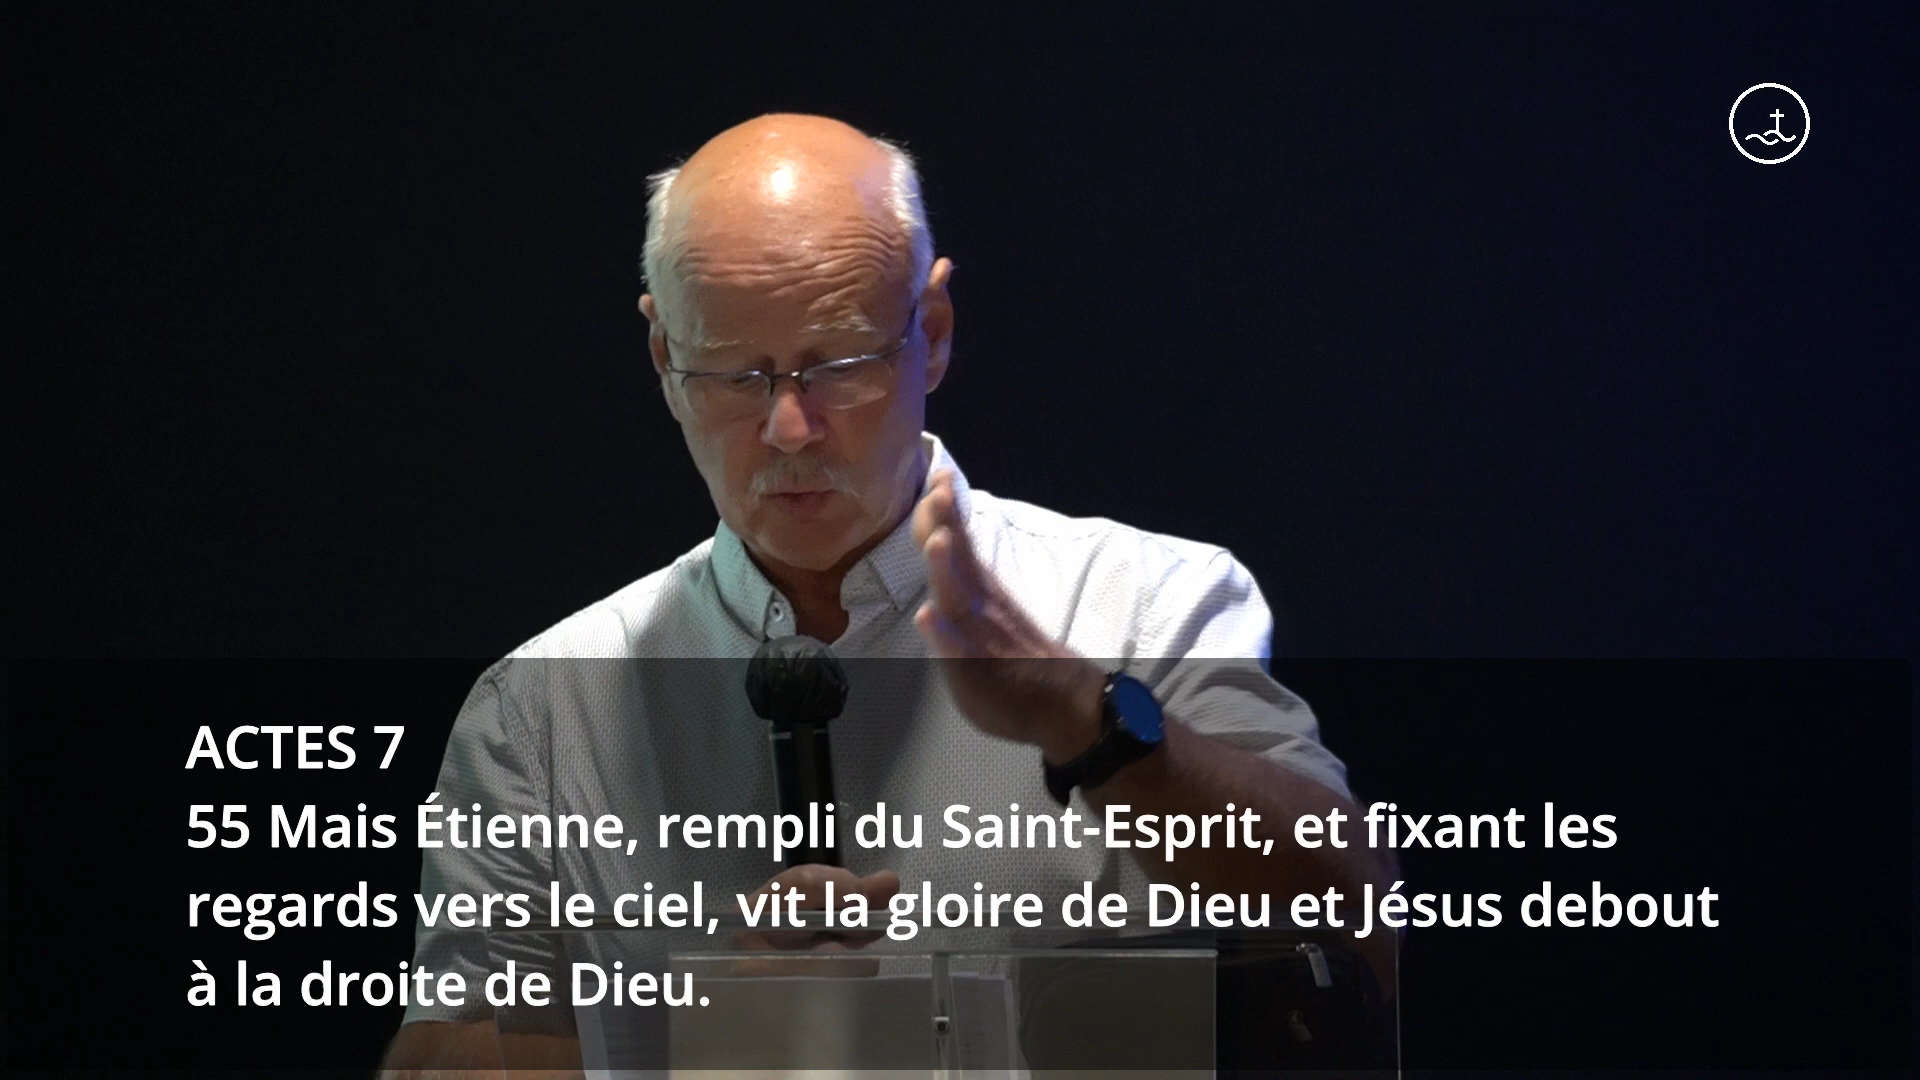 ACTES 7
55 Mais Étienne, rempli du Saint-Esprit, et fixant les
regards vers le ciel, vit la gloire de Dieu et Jésus debout
à la droite de Dieu.